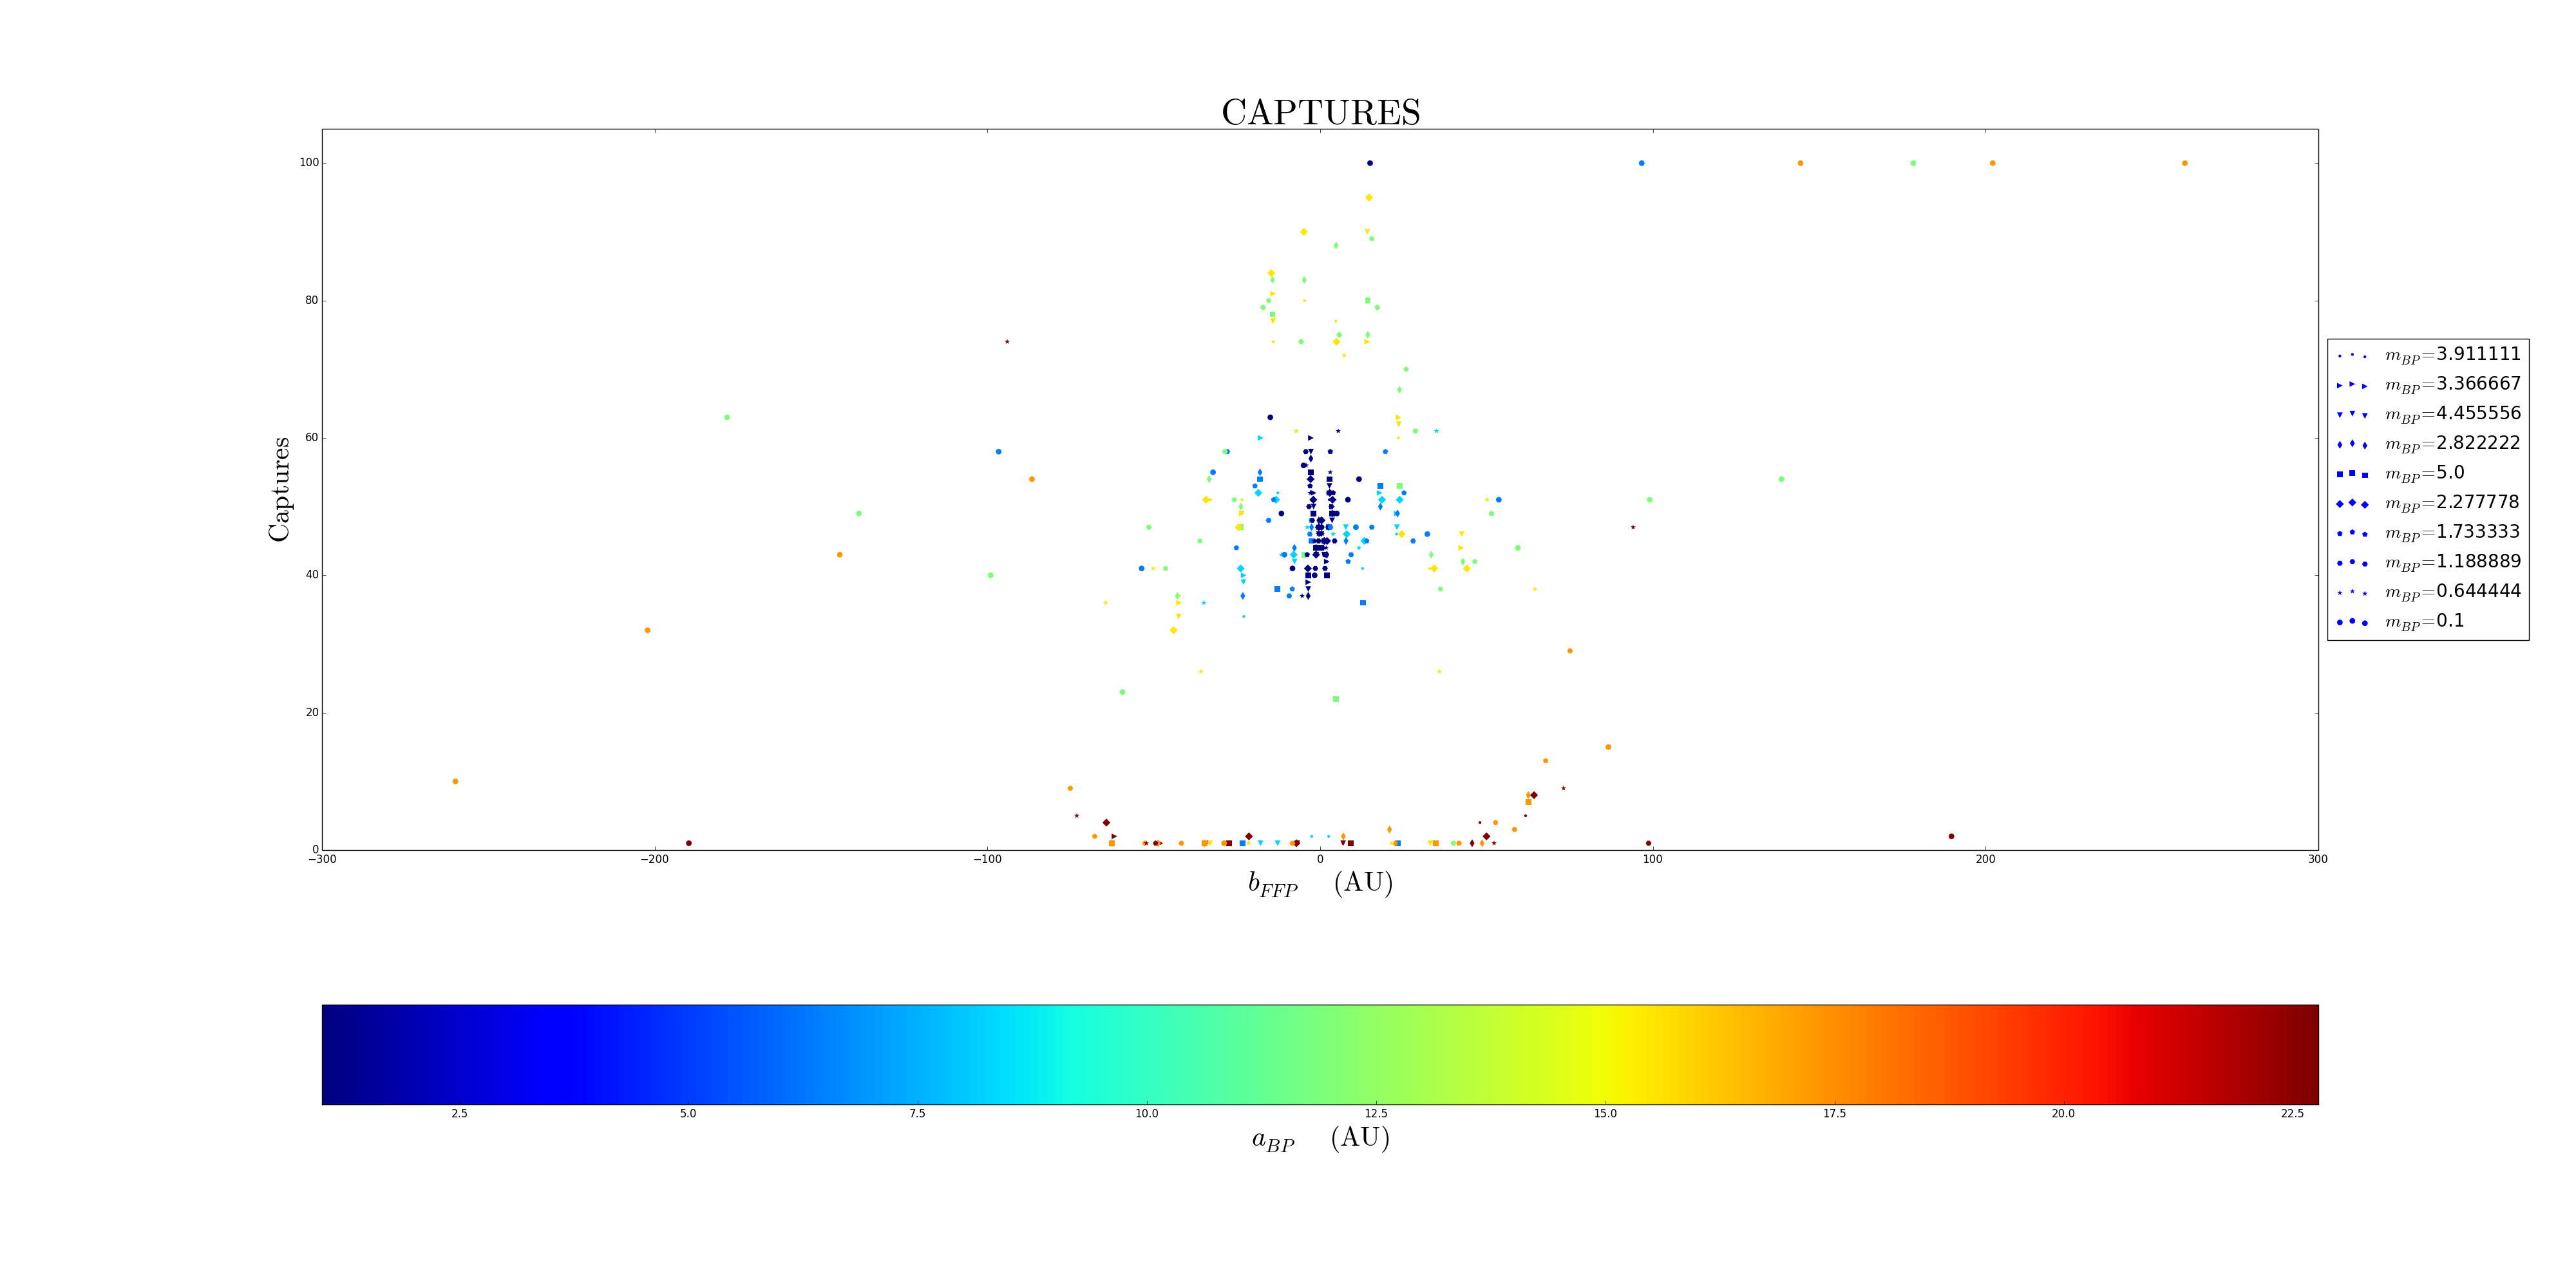 CAPTURES
Captures
100
80
60
40
20
0
−300
−200
−100
0
100
200
300
b_FFP (AU)
m_BP=3.911111
m_BP=3.366667
m_BP=4.455556
m_BP=2.822222
m_BP=5.0
m_BP=2.277778
m_BP=1.733333
m_BP=1.188889
m_BP=0.644444
m_BP=0.1
2.5
5.0
7.5
10.0
12.5
15.0
17.5
20.0
22.5
a_BP (AU)